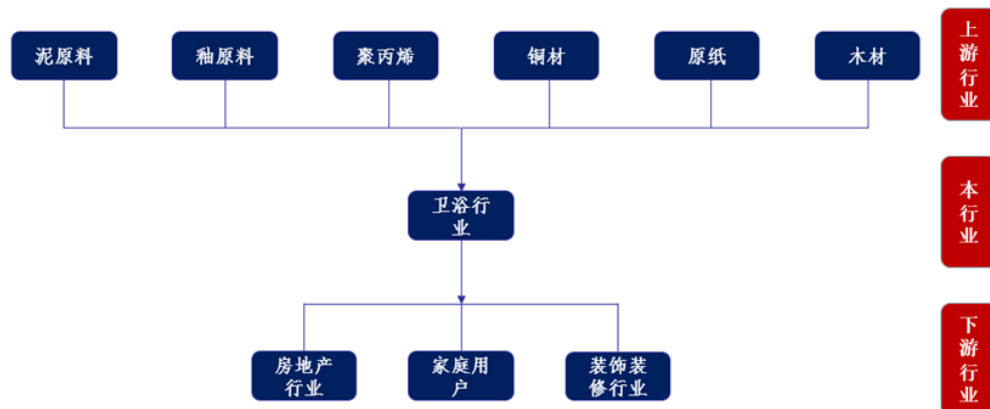 泥原料
釉原料
聚丙烯
铜材
原纸
木材
上游行业
卫浴行
业
本行业
房地产
行业
家庭用
户
装饰装
修行业
下游行业